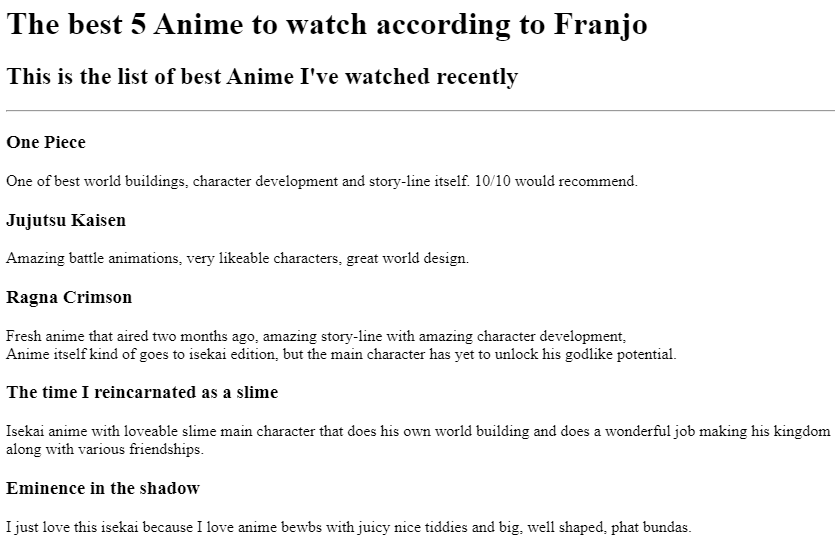 The best 5 Anime to watch according to Franjo
This is the list of best Anime I've watched recently
One Piece
One of best world buildings, character development and story-line itself. 10/10 would recommend.
Jujutsu Kaisen
Amazing battle animations, very likeable characters, great world design.
Ragna Crimson
Fresh anime that aired two months ago, amazing story-line with amazing character development,
Anime itself kind of goes to isekai edition, but the main character has yet to unlock his godlike potential.
The time I reincarnated as a slime
Isekai anime with loveable slime main character that does his own world building and does a wonderful job making his kingdom
along with various friendships.
Eminence in the shadow
I just love this isekai because I love anime bewbs with juicy nice tiddies and big, well shaped, phat bundas.